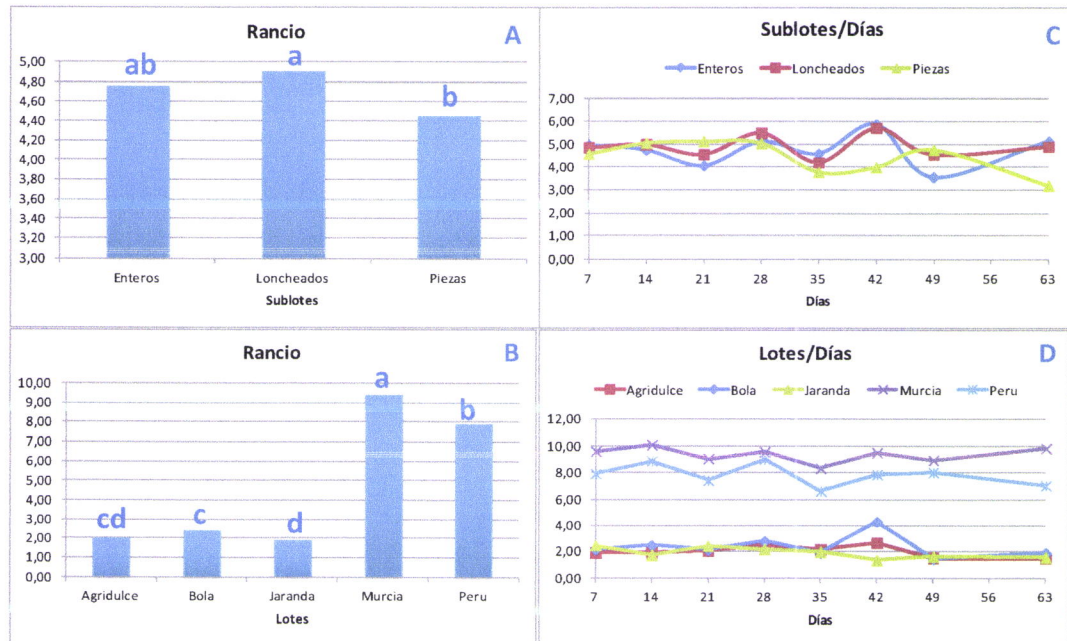 Rancio
A
5,00
4,80
4,60
4,40
4,20
4,00
3,80
3,60
3,40
3,20
3,00
ab
a
b
Enteros Loncheados Piezas
Sublotes
Sublotes/Días
C
Enteros Loncheados Piezas
7,00
6,00
5,00
4,00
3,00
2,00
1,00
0,00
7 14 21 28 35 42 49 56 63
Días
Rancio
B
10,00
9,00
8,00
7,00
6,00
5,00
4,00
3,00
2,00
1,00
0,00
cd
c
d
a
b
Agridulce Bola Jaranda Murcia Peru
Lotes
Lotes/Días
D
Agridulce Bola Jaranda Murcia Peru
12,00
10,00
8,00
6,00
4,00
2,00
0,00
7 14 21 28 35 42 49 56 63
Días